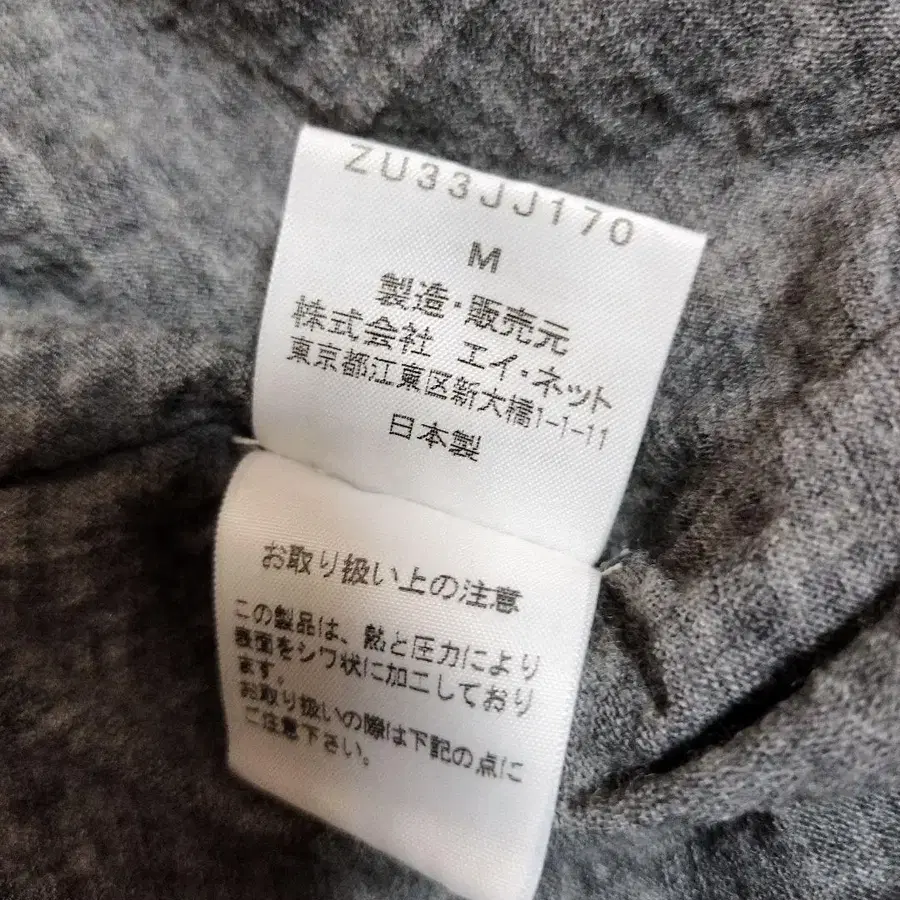 ZU33JJ170
M
製造・販売元
株式会社 エイ・ネット
東京都江東区新大橋1-1-11
日本製
お取り扱い上の注意
この製品は、熱と圧力により
表面をシワ状に加工しており
ます。
お取り扱いの際は下記の点に
ご注意下さい。